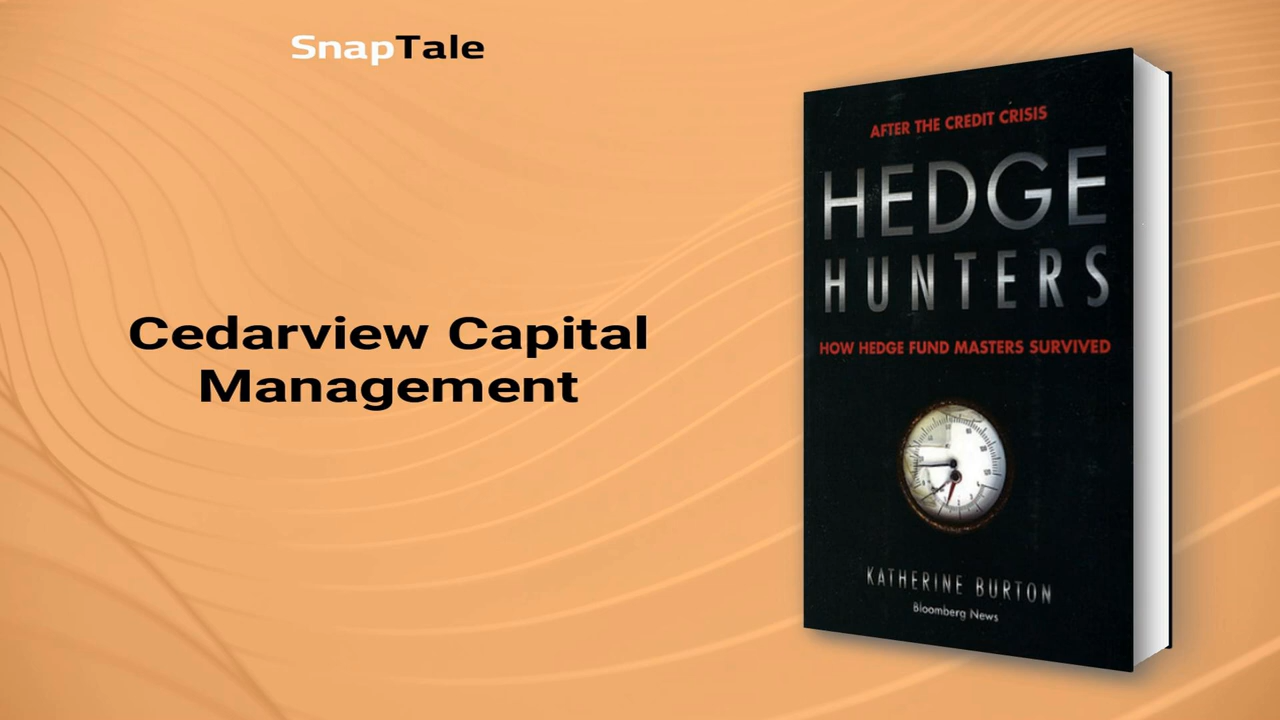 SnapTale
Cedarview Capital
Management
AFTER THE CREDIT CRISIS
HEDGE
HUNTERS
HOW HEDGE FUND MASTERS SURVIVED
KATHERINE BURTON
Bloomberg News